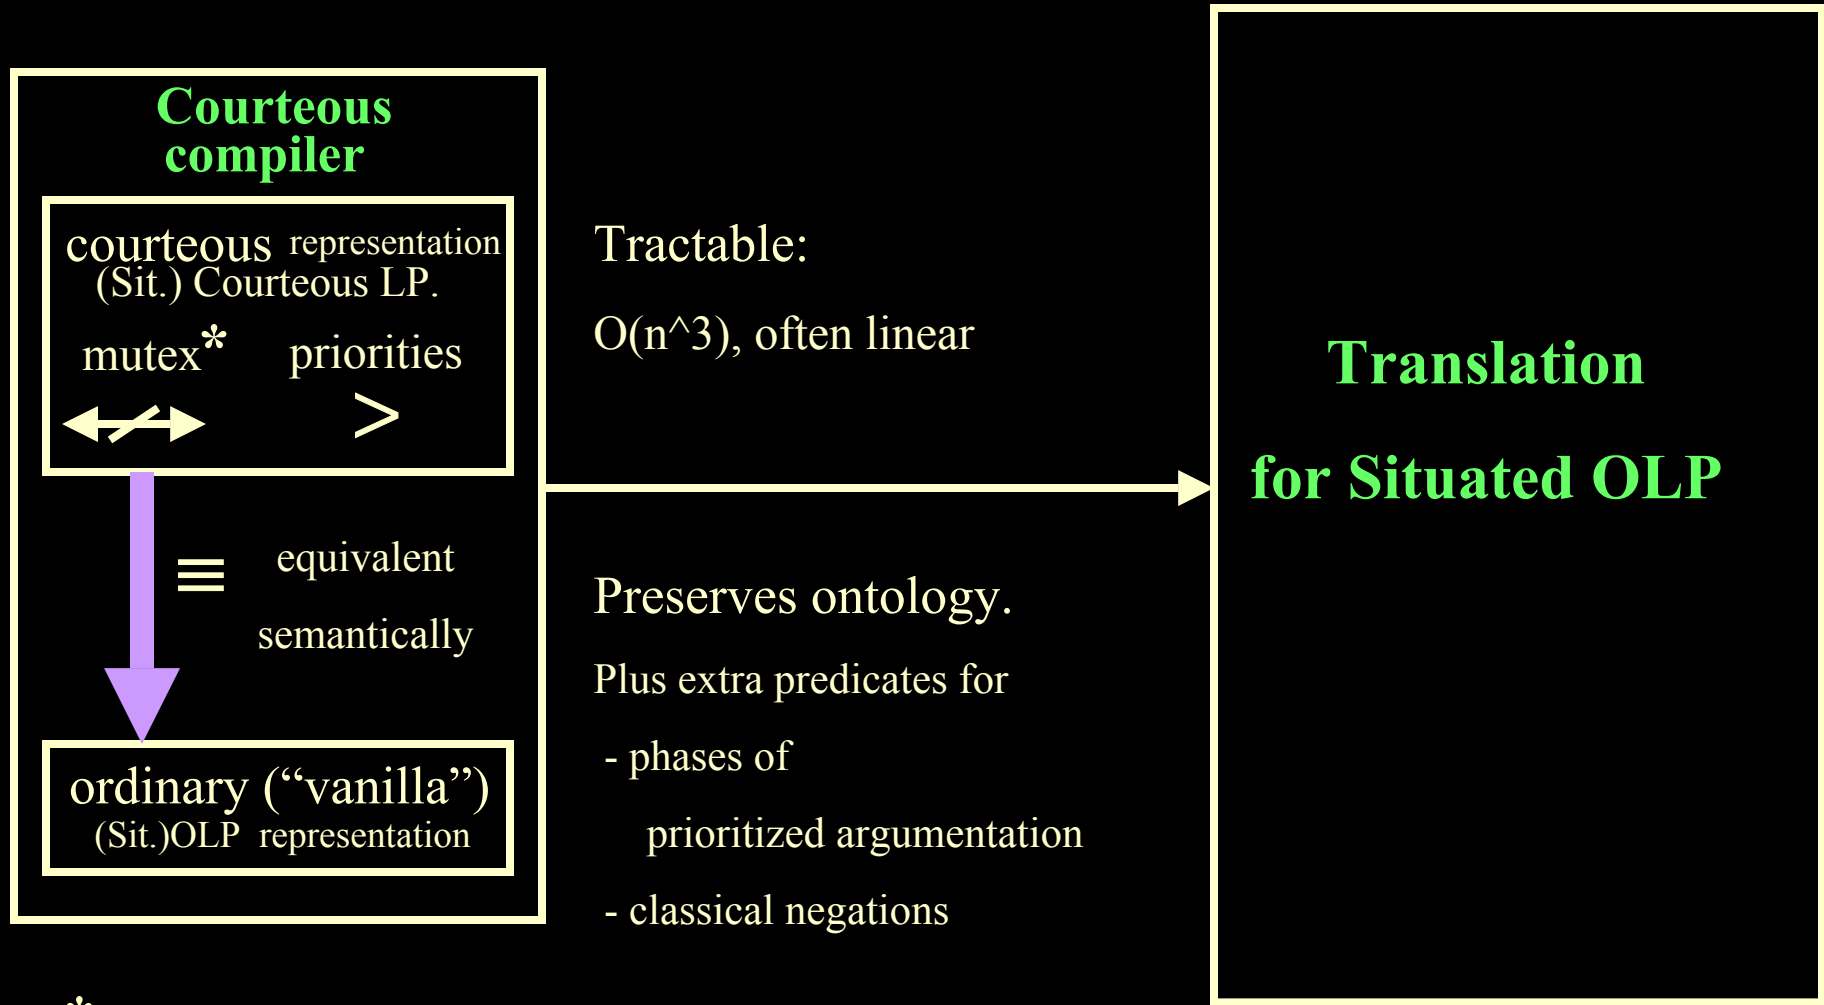 Courteous
compiler
courteous representation
(Sit.) Courteous LP.
mutex* priorities
>
≡ equivalent
semantically
ordinary (“vanilla”)
(Sit.)OLP representation
Tractable:
O(n^3), often linear
Preserves ontology.
Plus extra predicates for
- phases of
prioritized argumentation
- classical negations
Translation
for Situated OLP
*